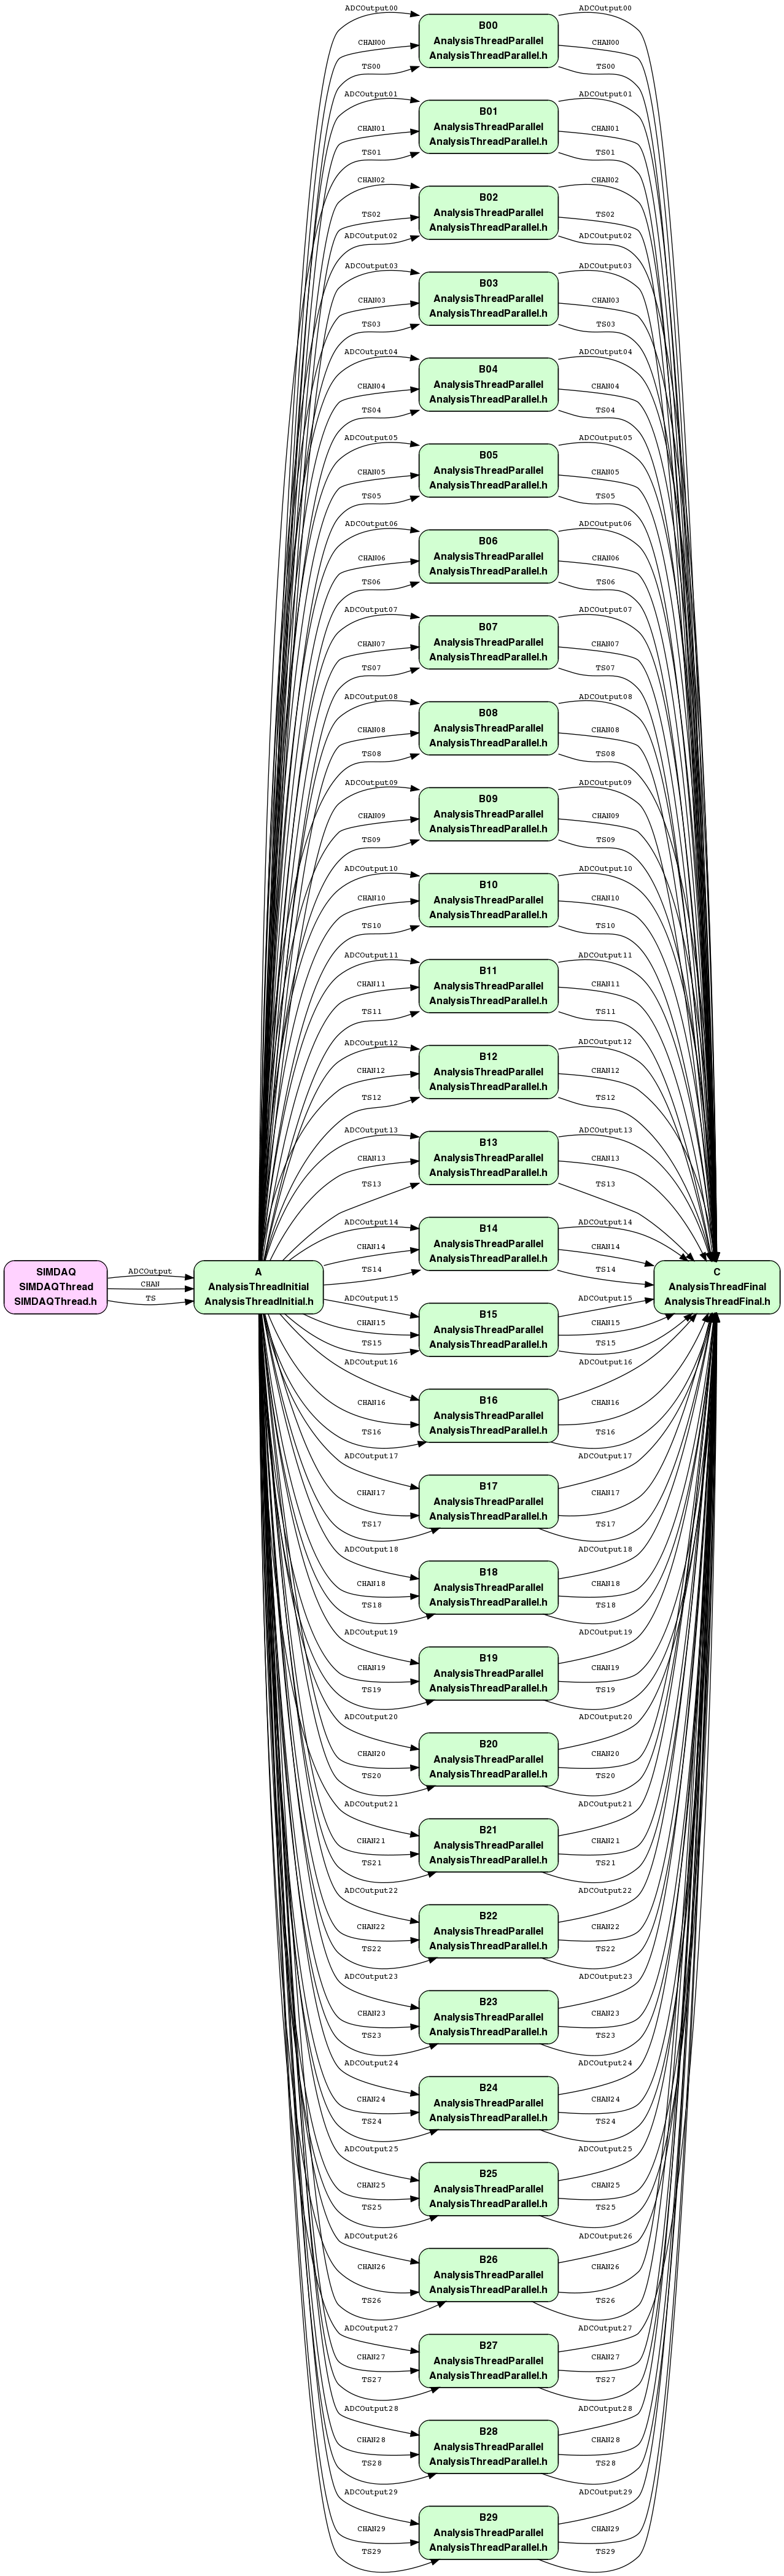 SIMDAQ
SIMDAQThread
SIMDAQThread.h
ADCOutput
CHAN
TS
A
AnalysisThreadInitial
AnalysisThreadInitial.h
ADCOutput00
CHAN00
TS00
B00
AnalysisThreadParallel
AnalysisThreadParallel.h
ADCOutput00
CHAN00
TS00
ADCOutput01
CHAN01
TS01
B01
AnalysisThreadParallel
AnalysisThreadParallel.h
ADCOutput01
CHAN01
TS01
CHAN02
TS02
ADCOutput02
B02
AnalysisThreadParallel
AnalysisThreadParallel.h
CHAN02
TS02
ADCOutput02
ADCOutput03
CHAN03
TS03
B03
AnalysisThreadParallel
AnalysisThreadParallel.h
ADCOutput03
CHAN03
TS03
ADCOutput04
CHAN04
TS04
B04
AnalysisThreadParallel
AnalysisThreadParallel.h
ADCOutput04
CHAN04
TS04
ADCOutput05
CHAN05
TS05
B05
AnalysisThreadParallel
AnalysisThreadParallel.h
ADCOutput05
CHAN05
TS05
ADCOutput06
CHAN06
TS06
B06
AnalysisThreadParallel
AnalysisThreadParallel.h
ADCOutput06
CHAN06
TS06
ADCOutput07
CHAN07
TS07
B07
AnalysisThreadParallel
AnalysisThreadParallel.h
ADCOutput07
CHAN07
TS07
ADCOutput08
CHAN08
TS08
B08
AnalysisThreadParallel
AnalysisThreadParallel.h
ADCOutput08
CHAN08
TS08
ADCOutput09
CHAN09
TS09
B09
AnalysisThreadParallel
AnalysisThreadParallel.h
ADCOutput09
CHAN09
TS09
ADCOutput10
CHAN10
TS10
B10
AnalysisThreadParallel
AnalysisThreadParallel.h
ADCOutput10
CHAN10
TS10
ADCOutput11
CHAN11
TS11
B11
AnalysisThreadParallel
AnalysisThreadParallel.h
ADCOutput11
CHAN11
TS11
ADCOutput12
CHAN12
TS12
B12
AnalysisThreadParallel
AnalysisThreadParallel.h
ADCOutput12
CHAN12
TS12
ADCOutput13
CHAN13
TS13
B13
AnalysisThreadParallel
AnalysisThreadParallel.h
ADCOutput13
CHAN13
TS13
ADCOutput14
CHAN14
TS14
B14
AnalysisThreadParallel
AnalysisThreadParallel.h
ADCOutput14
CHAN14
TS14
ADCOutput15
CHAN15
TS15
B15
AnalysisThreadParallel
AnalysisThreadParallel.h
ADCOutput15
CHAN15
TS15
ADCOutput16
CHAN16
TS16
B16
AnalysisThreadParallel
AnalysisThreadParallel.h
ADCOutput16
CHAN16
TS16
ADCOutput17
CHAN17
TS17
B17
AnalysisThreadParallel
AnalysisThreadParallel.h
ADCOutput17
CHAN17
TS17
ADCOutput18
CHAN18
TS18
B18
AnalysisThreadParallel
AnalysisThreadParallel.h
ADCOutput18
CHAN18
TS18
ADCOutput19
CHAN19
TS19
B19
AnalysisThreadParallel
AnalysisThreadParallel.h
ADCOutput19
CHAN19
TS19
ADCOutput20
CHAN20
TS20
B20
AnalysisThreadParallel
AnalysisThreadParallel.h
ADCOutput20
CHAN20
TS20
ADCOutput21
CHAN21
TS21
B21
AnalysisThreadParallel
AnalysisThreadParallel.h
ADCOutput21
CHAN21
TS21
ADCOutput22
CHAN22
TS22
B22
AnalysisThreadParallel
AnalysisThreadParallel.h
ADCOutput22
CHAN22
TS22
ADCOutput23
CHAN23
TS23
B23
AnalysisThreadParallel
AnalysisThreadParallel.h
ADCOutput23
CHAN23
TS23
ADCOutput24
CHAN24
TS24
B24
AnalysisThreadParallel
AnalysisThreadParallel.h
ADCOutput24
CHAN24
TS24
ADCOutput25
CHAN25
TS25
B25
AnalysisThreadParallel
AnalysisThreadParallel.h
ADCOutput25
CHAN25
TS25
ADCOutput26
CHAN26
TS26
B26
AnalysisThreadParallel
AnalysisThreadParallel.h
ADCOutput26
CHAN26
TS26
ADCOutput27
CHAN27
TS27
B27
AnalysisThreadParallel
AnalysisThreadParallel.h
ADCOutput27
CHAN27
TS27
ADCOutput28
CHAN28
TS28
B28
AnalysisThreadParallel
AnalysisThreadParallel.h
ADCOutput28
CHAN28
TS28
ADCOutput29
CHAN29
TS29
B29
AnalysisThreadParallel
AnalysisThreadParallel.h
ADCOutput29
CHAN29
TS29
C
AnalysisThreadFinal
AnalysisThreadFinal.h